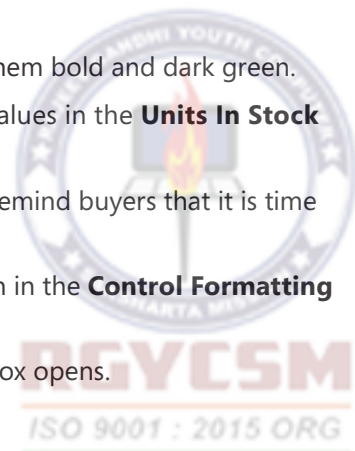 hem bold and dark green.
alues in the Units In Stock
emind buyers that it is time
n in the Control Formatting
ox opens.
RGYCSM
ISO 9001 : 2015 ORG